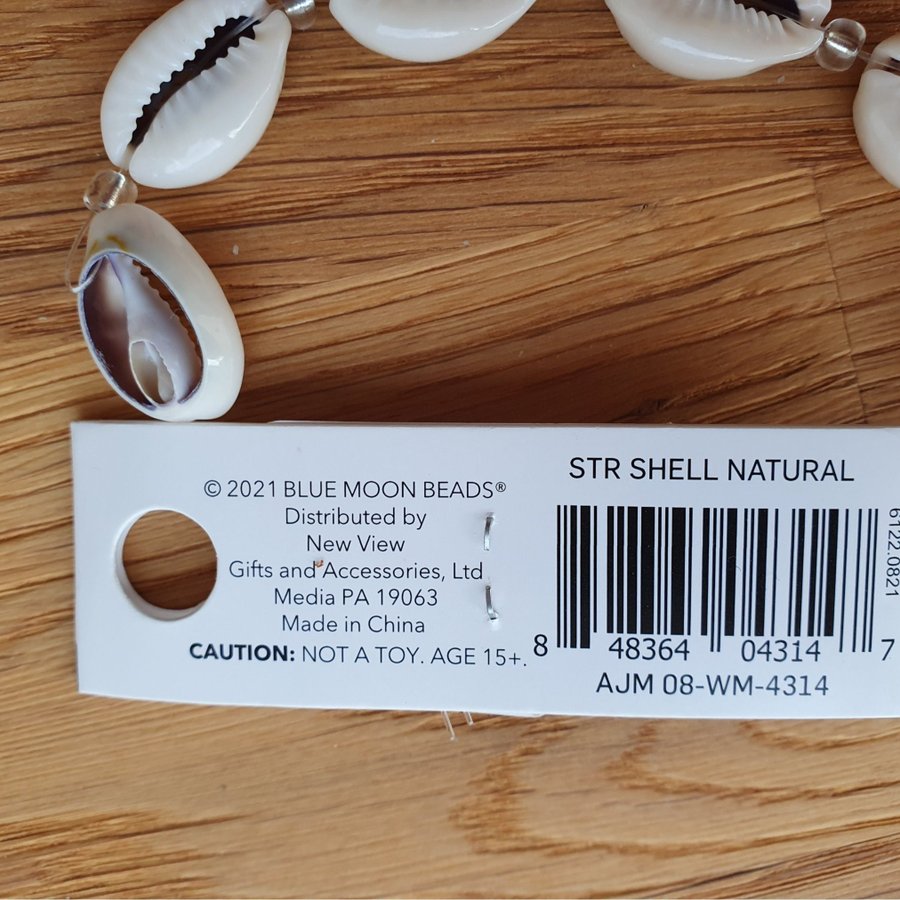 © 2021 BLUE MOON BEADS®
Distributed by
New View
Gifts and Accessories, Ltd
Media PA 19063
Made in China
CAUTION: NOT A TOY. AGE 15+.
STR SHELL NATURAL
8 48364 04314 7
AJM 08-WM-4314
6122.0821